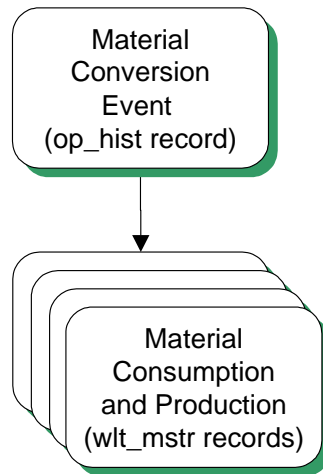 Material
Conversion
Event
(op_hist record)
Material
Consumption
and Production
(wlt_mstr records)